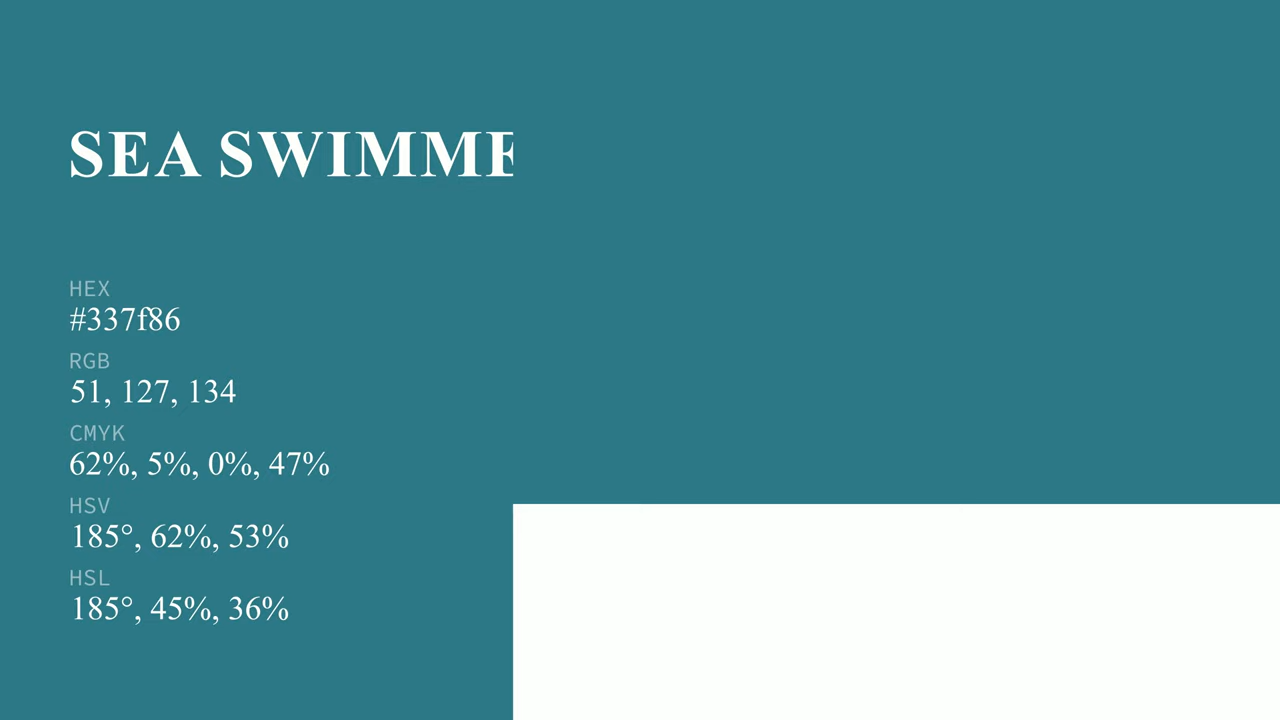 SEA SWIMME
HEX
#337f86
RGB
51, 127, 134
CMYK
62%, 5%, 0%, 47%
HSV
185°, 62%, 53%
HSL
185°, 45%, 36%